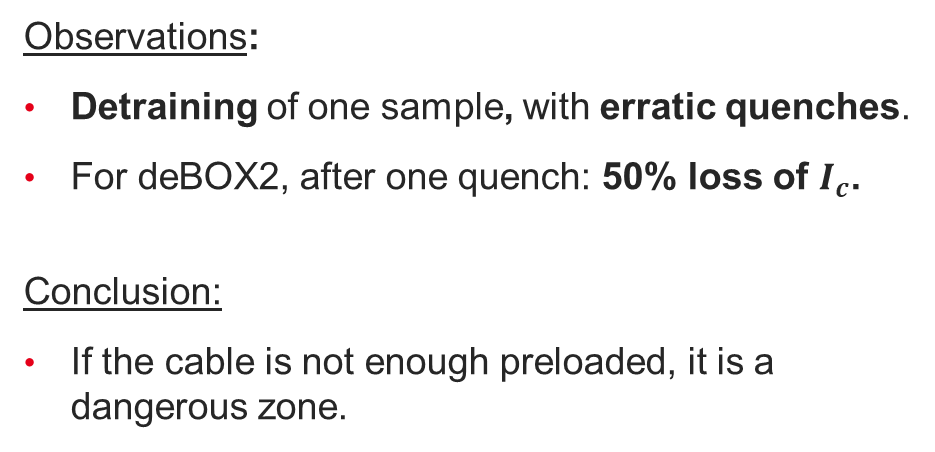 Observations:
• Detraining of one sample, with erratic quenches.
• For deBOX2, after one quench: 50% loss of I_c.
Conclusion:
• If the cable is not enough preloaded, it is a
dangerous zone.